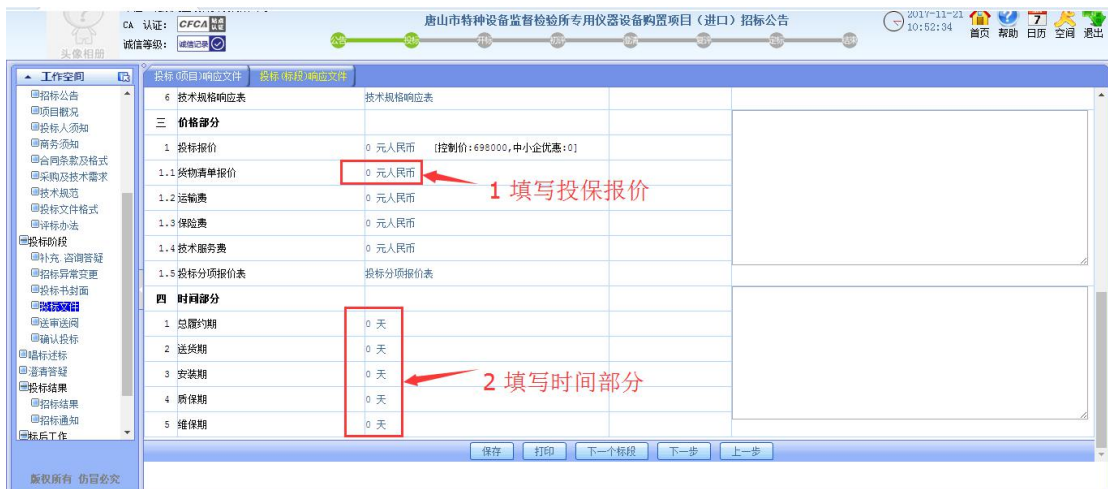 CA 认证: CFCA 认证
诚信等级: 诚信记录
头像相册
唐山市特种设备监督检验所专用仪器设备购置项目（进口）招标公告
公告 投标 开标 定标 结束
2017-11-21
10:52:34
首页 帮助 日历 空间 退出
7
工作空间
招标公告
项目概况
投标人须知
商务须知
合同条款及格式
采购及技术需求
技术规范
投标文件格式
评标办法
投标阶段
补充.咨询答疑
招标异常变更
投标书封面
投标文件
送审送阅
确认投标
唱标述标
澄清答疑
投标结果
招标结果
招标通知
标后工作
版权所有 仿冒必究
投标(项目)响应文件 投标(标段)响应文件
6 技术规格响应表 技术规格响应表
三 价格部分
1 投标报价 0 元人民币 [控制价:698000,中小企优惠:0]
1.1 货物清单报价 0 元人民币
1 填写投保报价
1.2 运输费 0 元人民币
1.3 保险费 0 元人民币
1.4 技术服务费 0 元人民币
1.5 投标分项报价表 投标分项报价表
四 时间部分
1 总履约期 0 天
2 送货期 0 天
3 安装期 0 天
2 填写时间部分
4 质保期 0 天
5 维保期 0 天
保存 打印 下一个标段 下一步 上一步